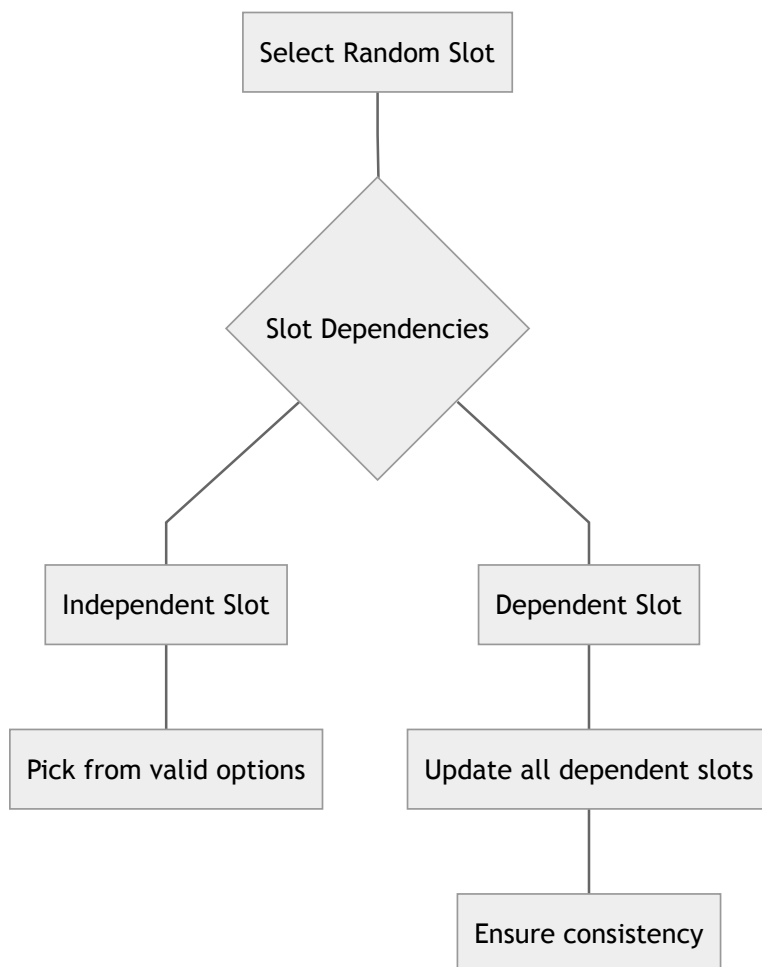 Select Random Slot
Slot Dependencies
Independent Slot
Dependent Slot
Pick from valid options
Update all dependent slots
Ensure consistency